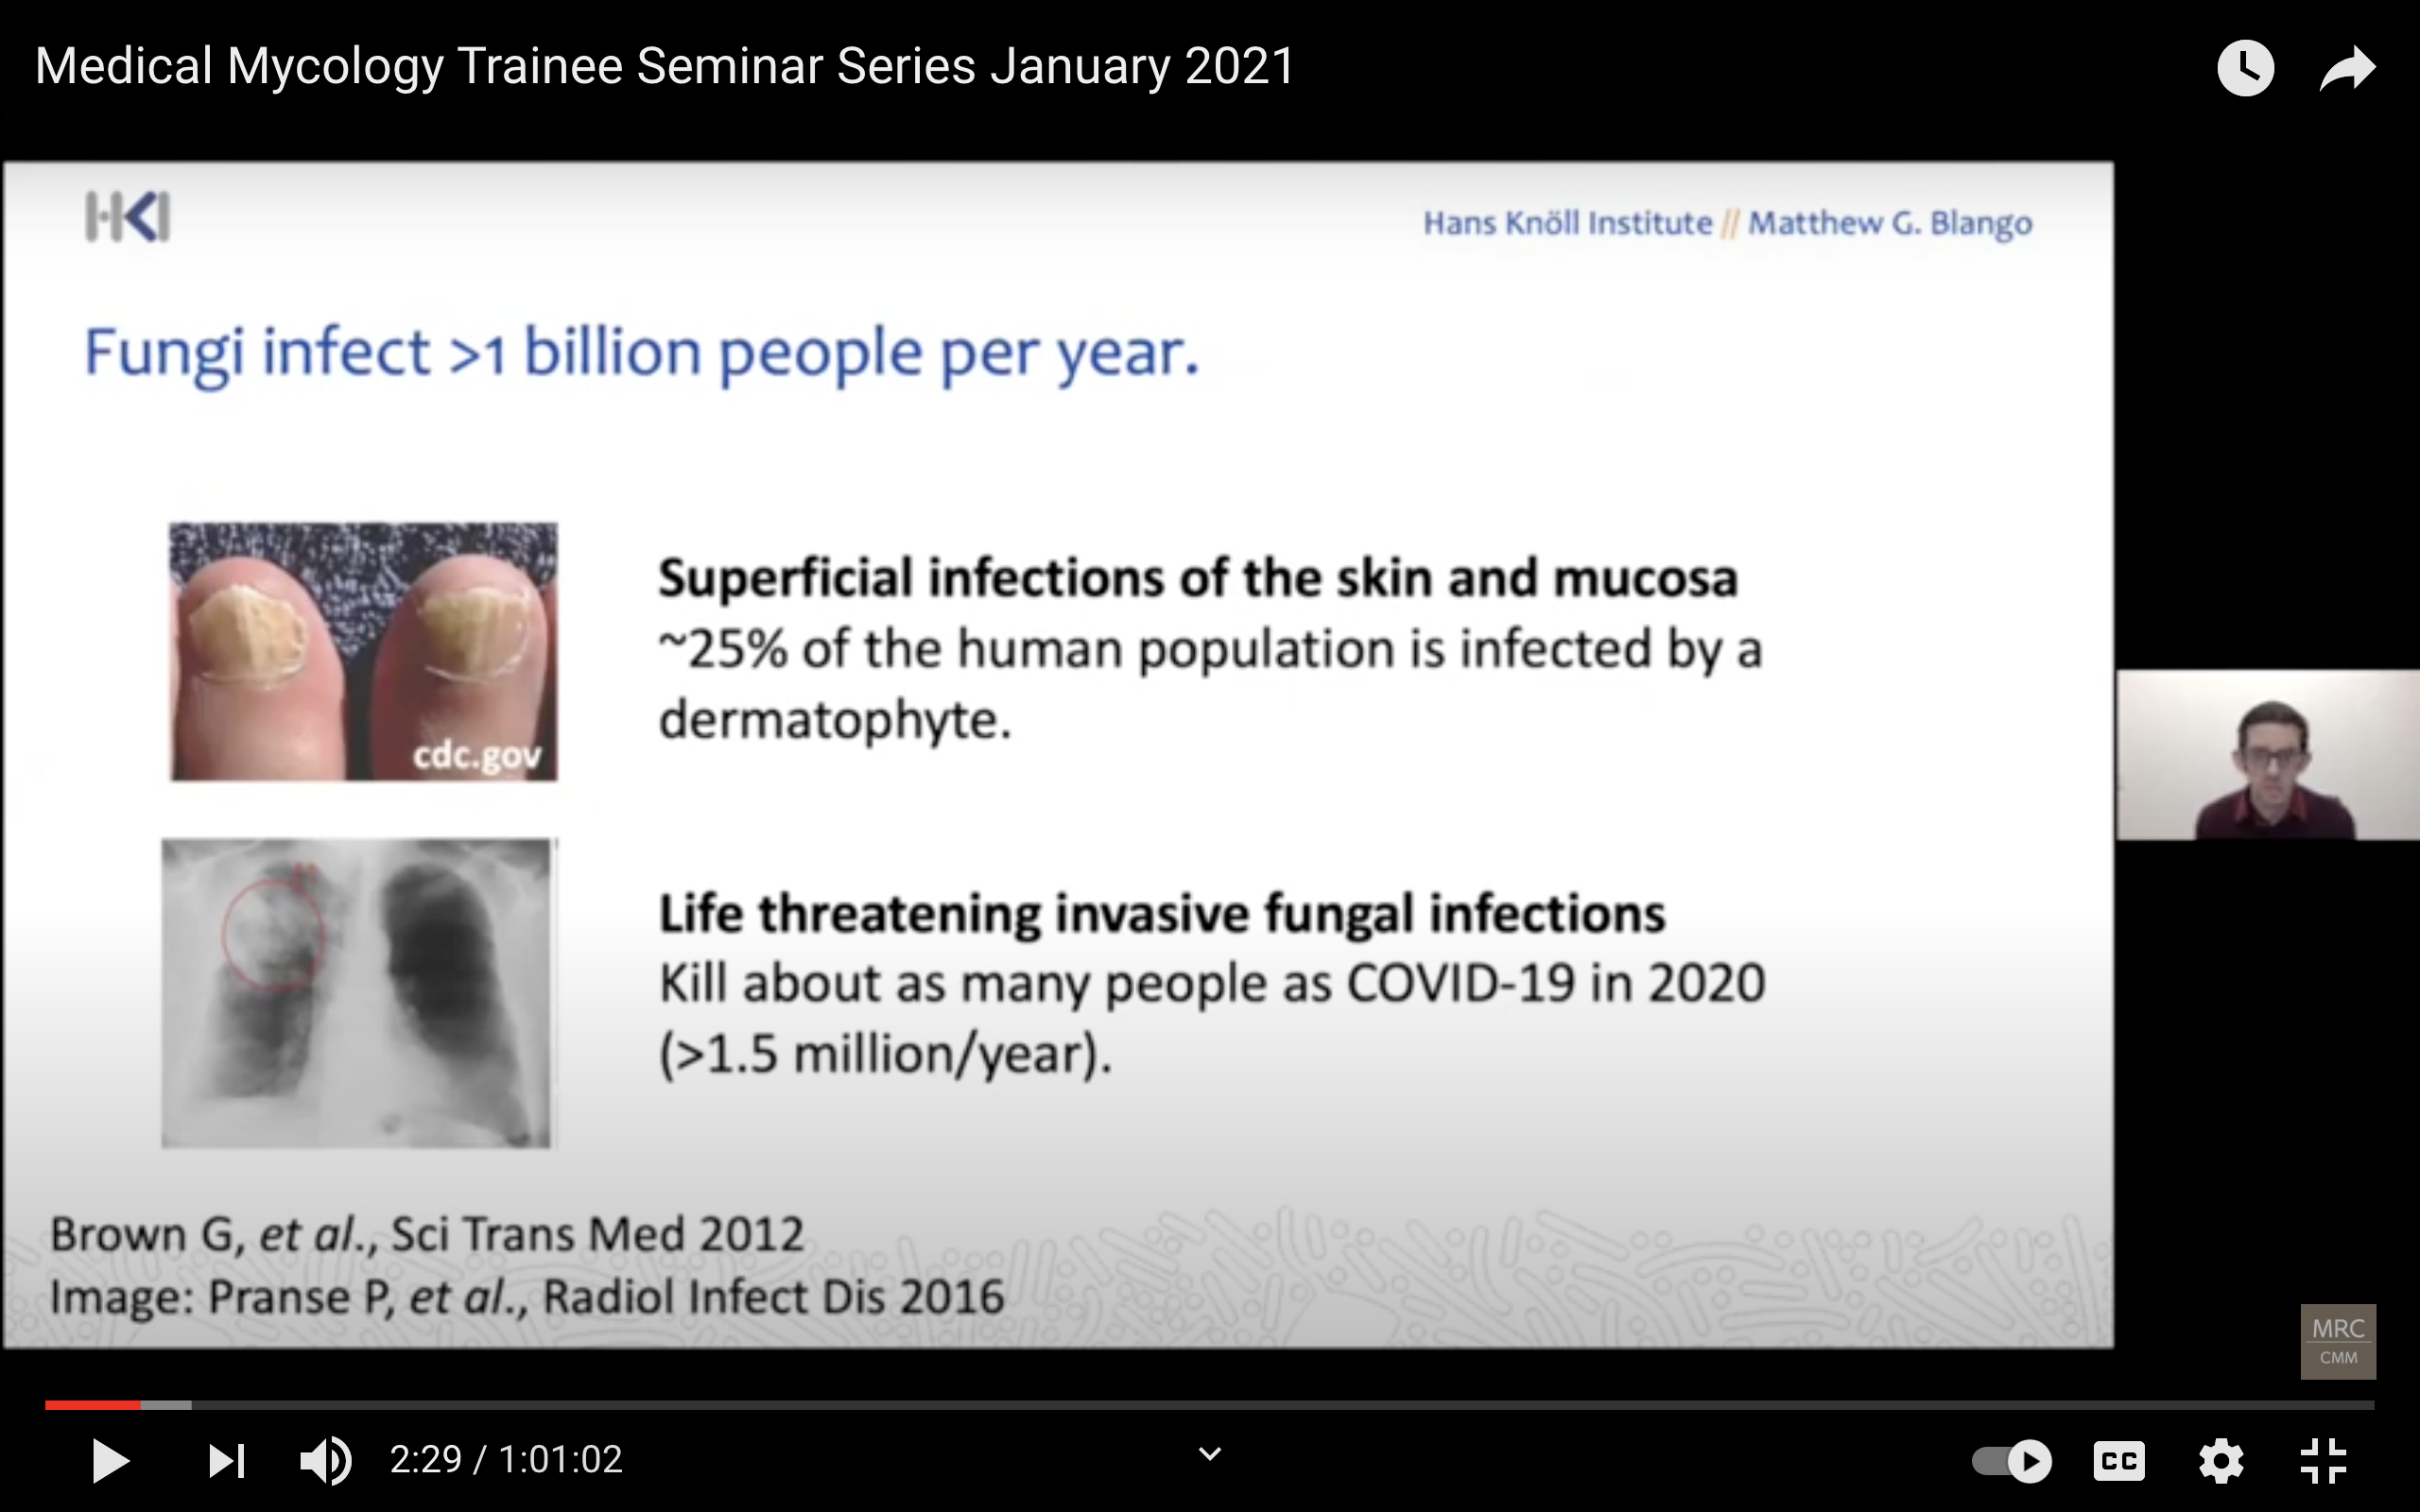 Medical Mycology Trainee Seminar Series January 2021
HKI
Hans Knöll Institute // Matthew G. Blango
Fungi infect >1 billion people per year.
Superficial infections of the skin and mucosa
~25% of the human population is infected by a
dermatophyte.
cdc.gov
Life threatening invasive fungal infections
Kill about as many people as COVID-19 in 2020
(>1.5 million/year).
Brown G, et al., Sci Trans Med 2012
Image: Pranse P, et al., Radiol Infect Dis 2016
MRC
CMM
2:29 / 1:01:02
CC